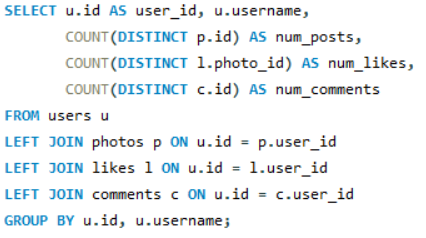 SELECT u.id AS user_id, u.username,
COUNT(DISTINCT p.id) AS num_posts,
COUNT(DISTINCT l.photo_id) AS num_likes,
COUNT(DISTINCT c.id) AS num_comments
FROM users u
LEFT JOIN photos p ON u.id = p.user_id
LEFT JOIN likes l ON u.id = l.user_id
LEFT JOIN comments c ON u.id = c.user_id
GROUP BY u.id, u.username;